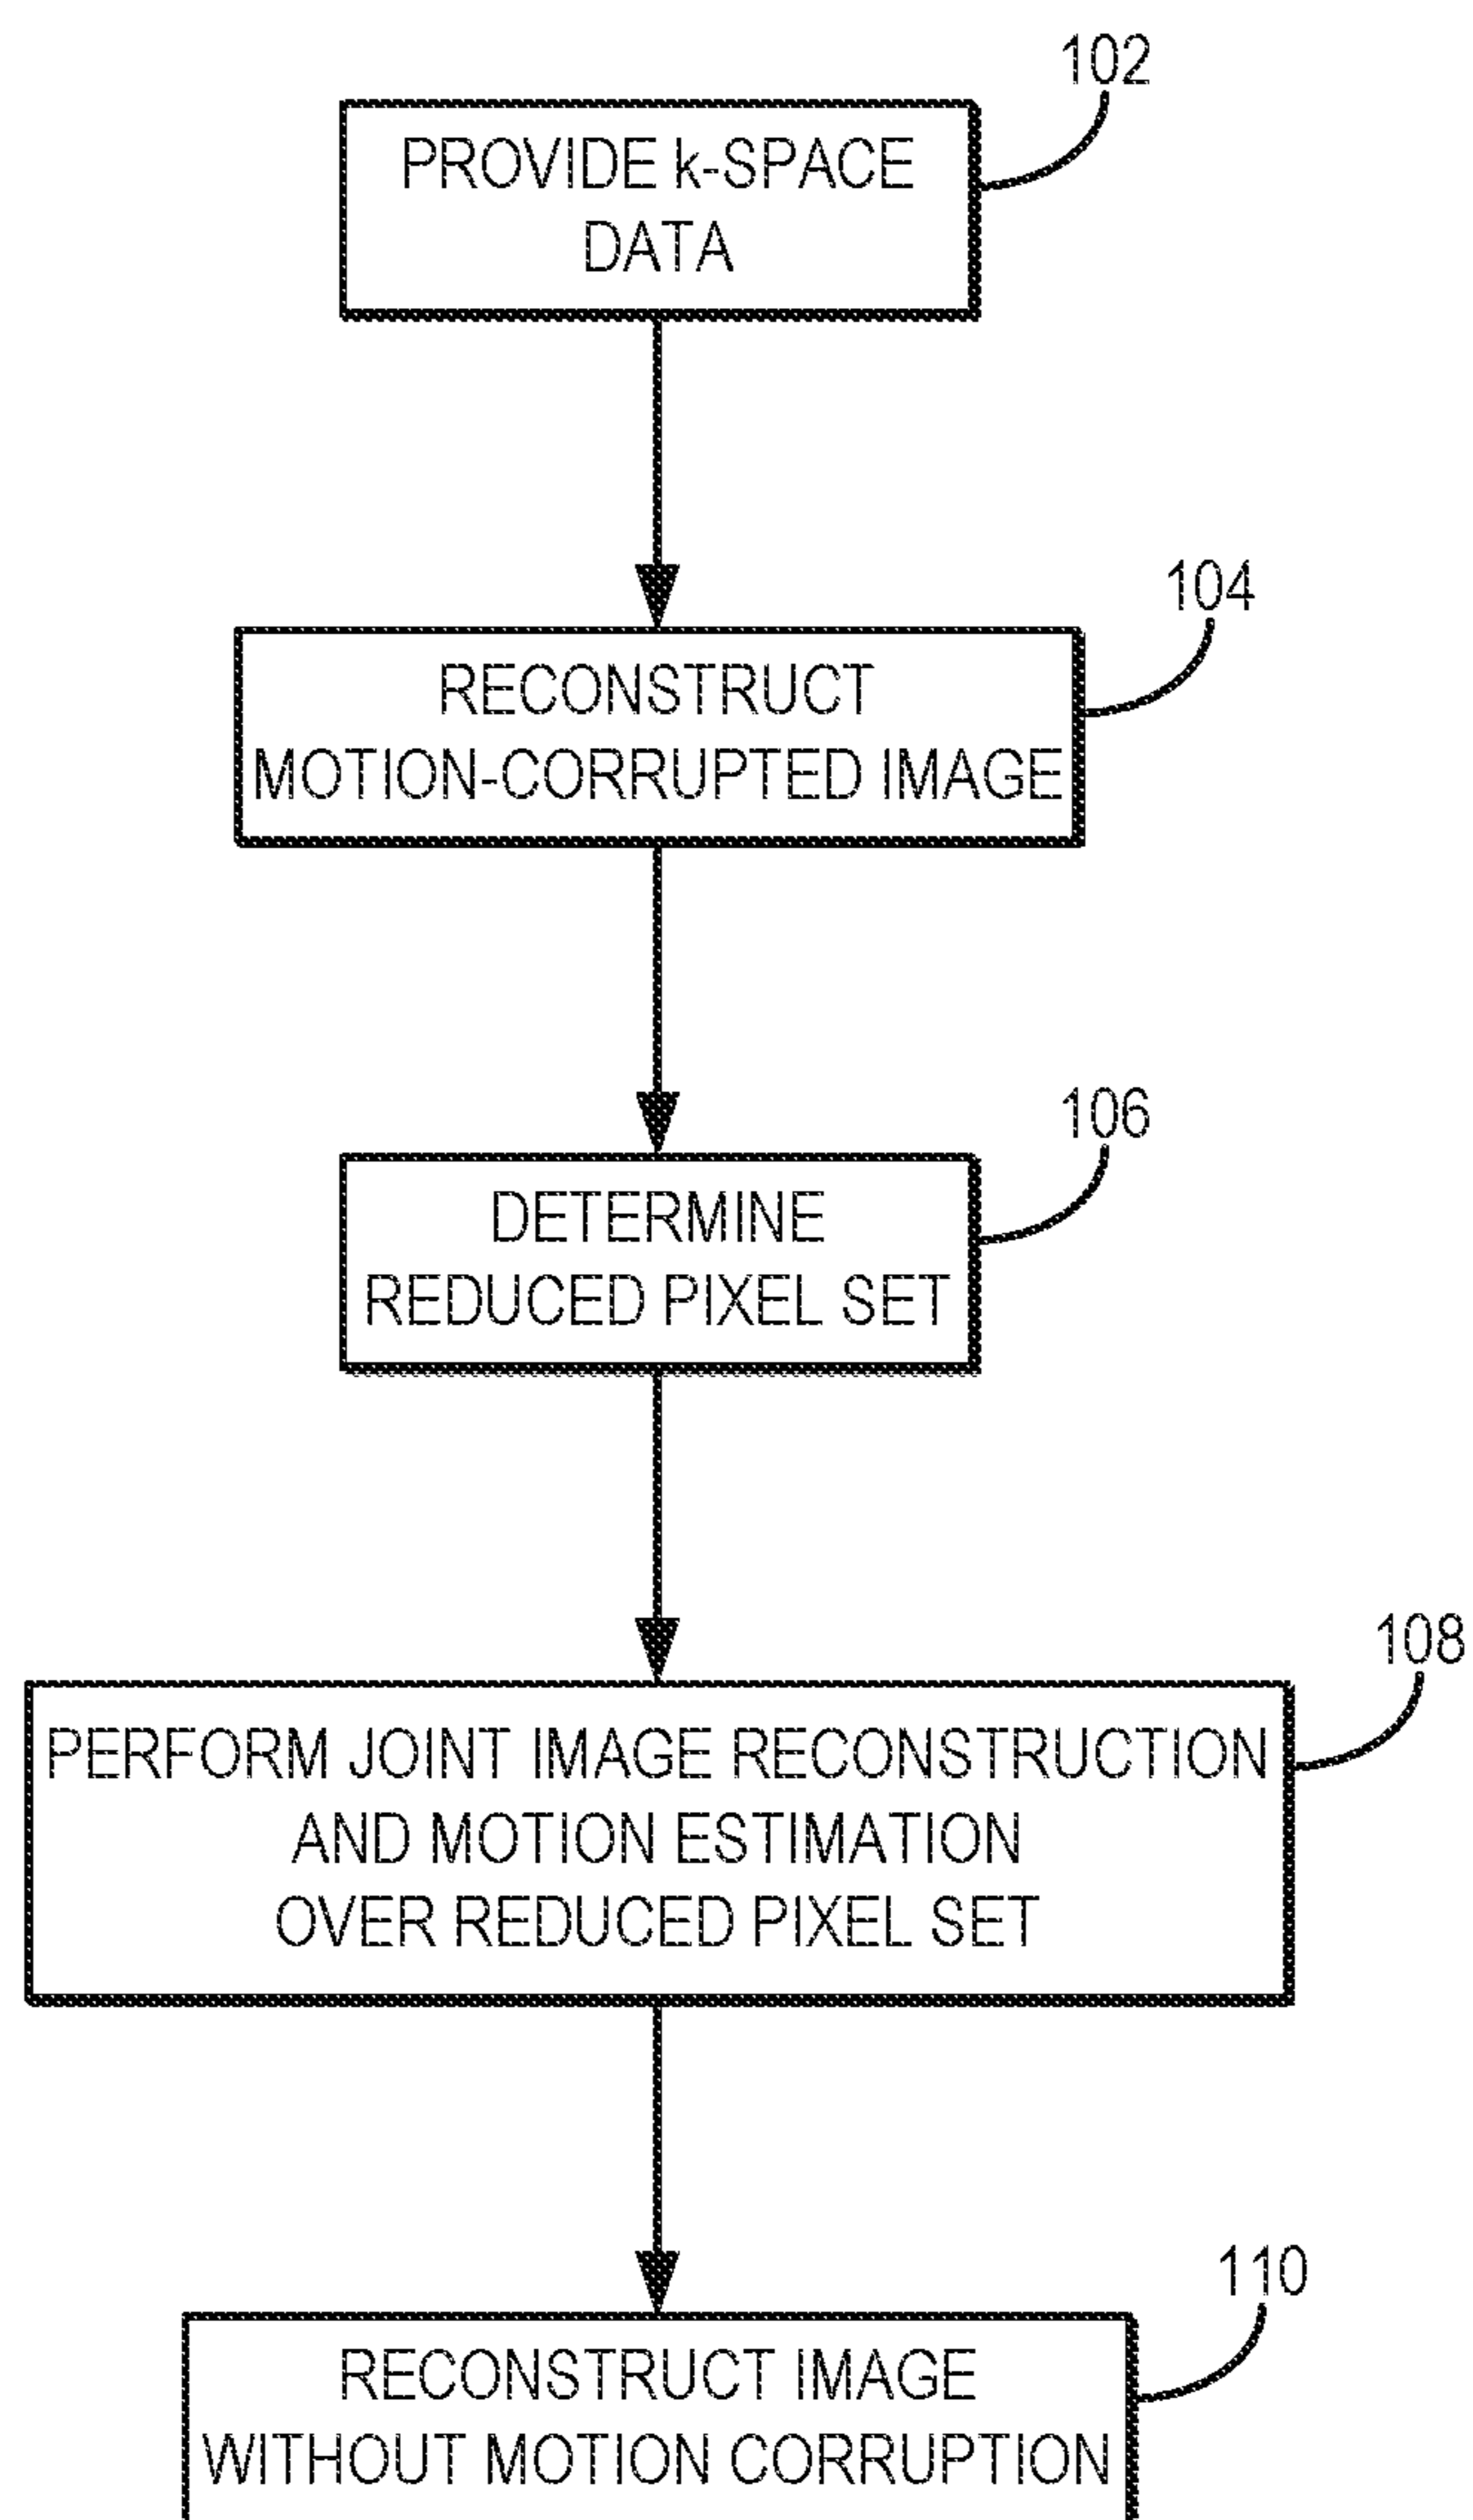 102
PROVIDE k-SPACE
DATA
104
RECONSTRUCT
MOTION-CORRUPTED IMAGE
106
DETERMINE
REDUCED PIXEL SET
108
PERFORM JOINT IMAGE RECONSTRUCTION
AND MOTION ESTIMATION
OVER REDUCED PIXEL SET
110
RECONSTRUCT IMAGE
WITHOUT MOTION CORRUPTION